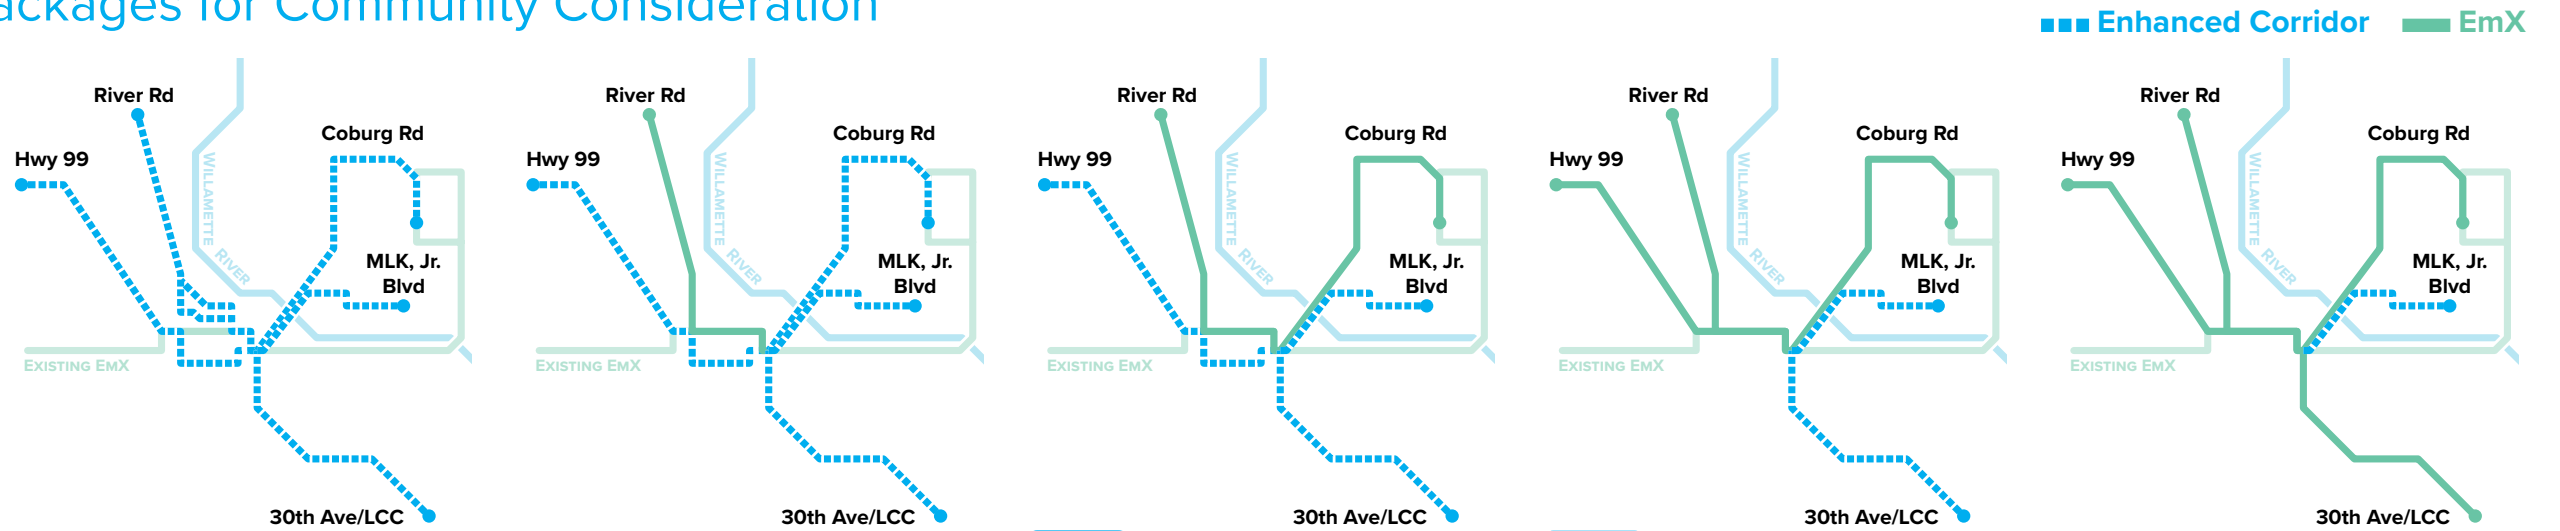 ackages for Community Consideration
Enhanced Corridor EmX
River Rd
Coburg Rd
Hwy 99
WILLAMETTE
RIVER
MLK, Jr.
Blvd
EXISTING EMX
30th Ave/LCC
River Rd
Coburg Rd
Hwy 99
WILLAMETTE
RIVER
MLK, Jr.
Blvd
EXISTING EMX
30th Ave/LCC
River Rd
Coburg Rd
Hwy 99
WILLAMETTE
RIVER
MLK, Jr.
Blvd
EXISTING EMX
30th Ave/LCC
River Rd
Coburg Rd
Hwy 99
WILLAMETTE
RIVER
MLK, Jr.
Blvd
EXISTING EMX
30th Ave/LCC
River Rd
Coburg Rd
Hwy 99
WILLAMETTE
RIVER
MLK, Jr.
Blvd
EXISTING EMX
30th Ave/LCC